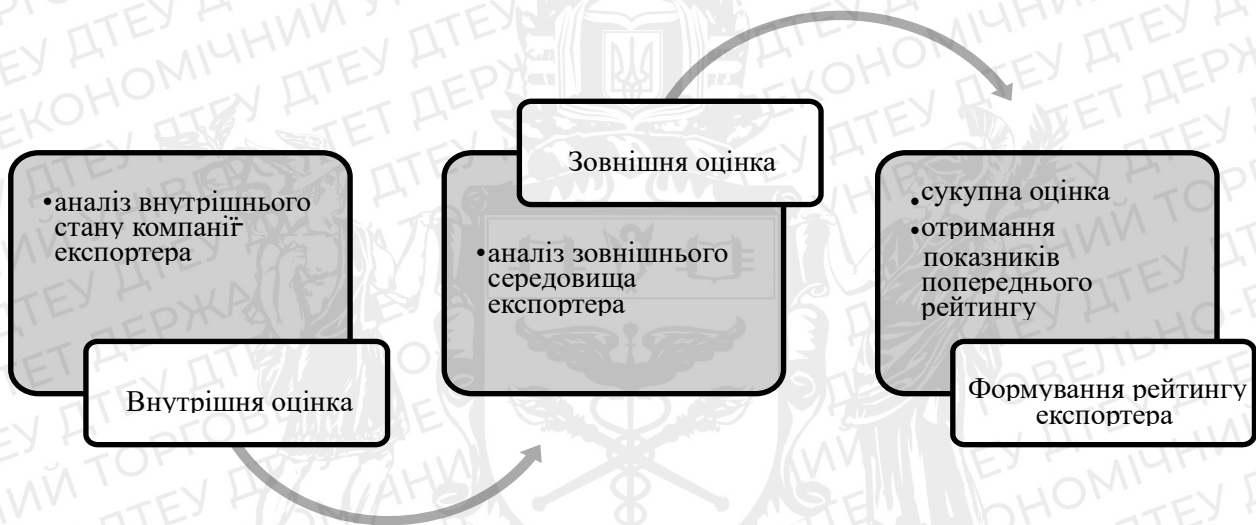 •аналіз внутрішнього
стану компанії-
експортера
Внутрішня оцінка
Зовнішня оцінка
•аналіз зовнішнього
середовища
експортера
•сукупна оцінка
•отримання
показників
попереднього
рейтингу
Формування рейтингу
експортера